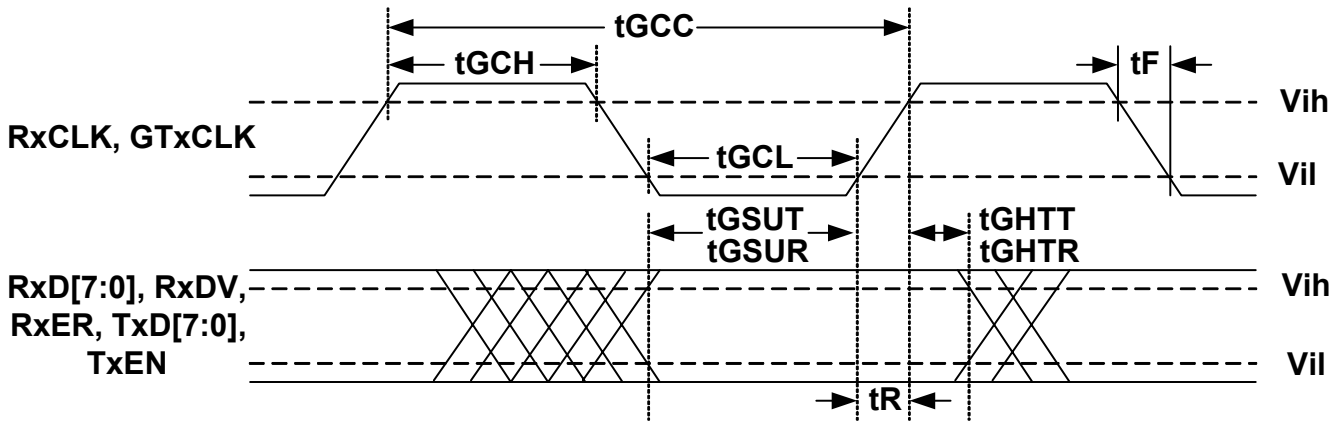 tGCC
tGCH
tF
Vih
RxCLK, GTxCLK
tGCL
Vil
tGSUT
tGSUR
tGHTT
tGHTR
RxD[7:0], RxDV,
RxER, TxD[7:0],
TxEN
Vih
Vil
tR